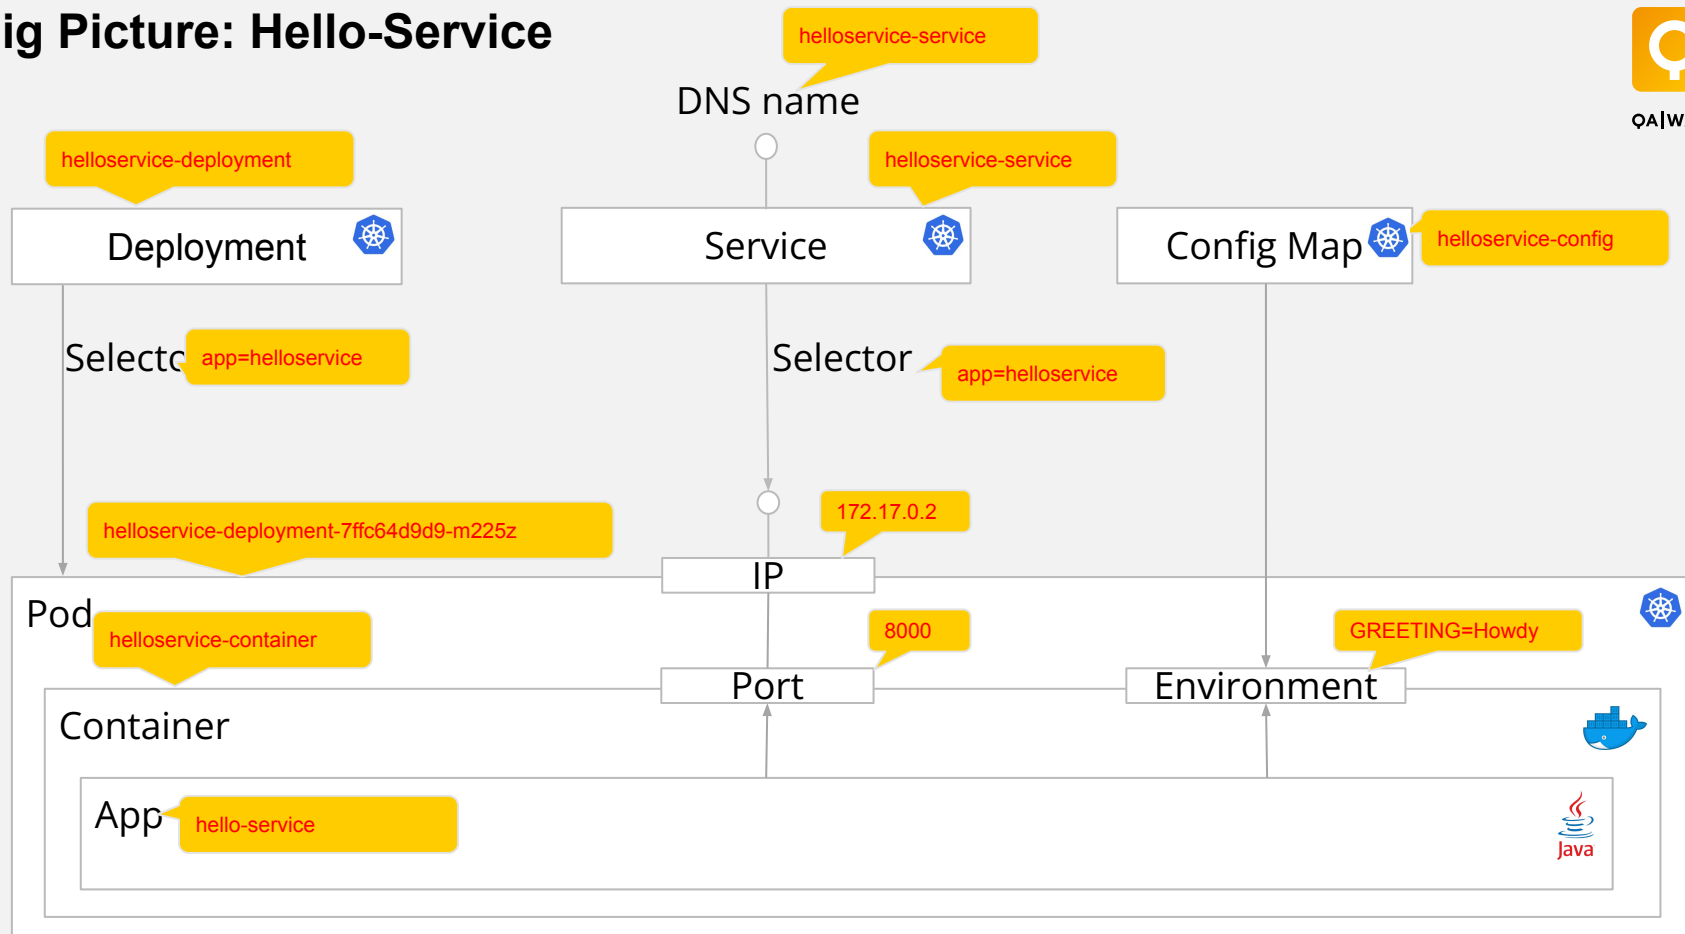 ig Picture: Hello-Service
helloservice-service
DNS name
QA|W
helloservice-deployment
helloservice-service
Deployment
Service
Config Map
helloservice-config
Selecto
app=helloservice
Selector
app=helloservice
helloservice-deployment-7ffc64d9d9-m225z
172.17.0.2
IP
Pod
helloservice-container
8000
GREETING=Howdy
Port
Environment
Container
App
hello-service
Java